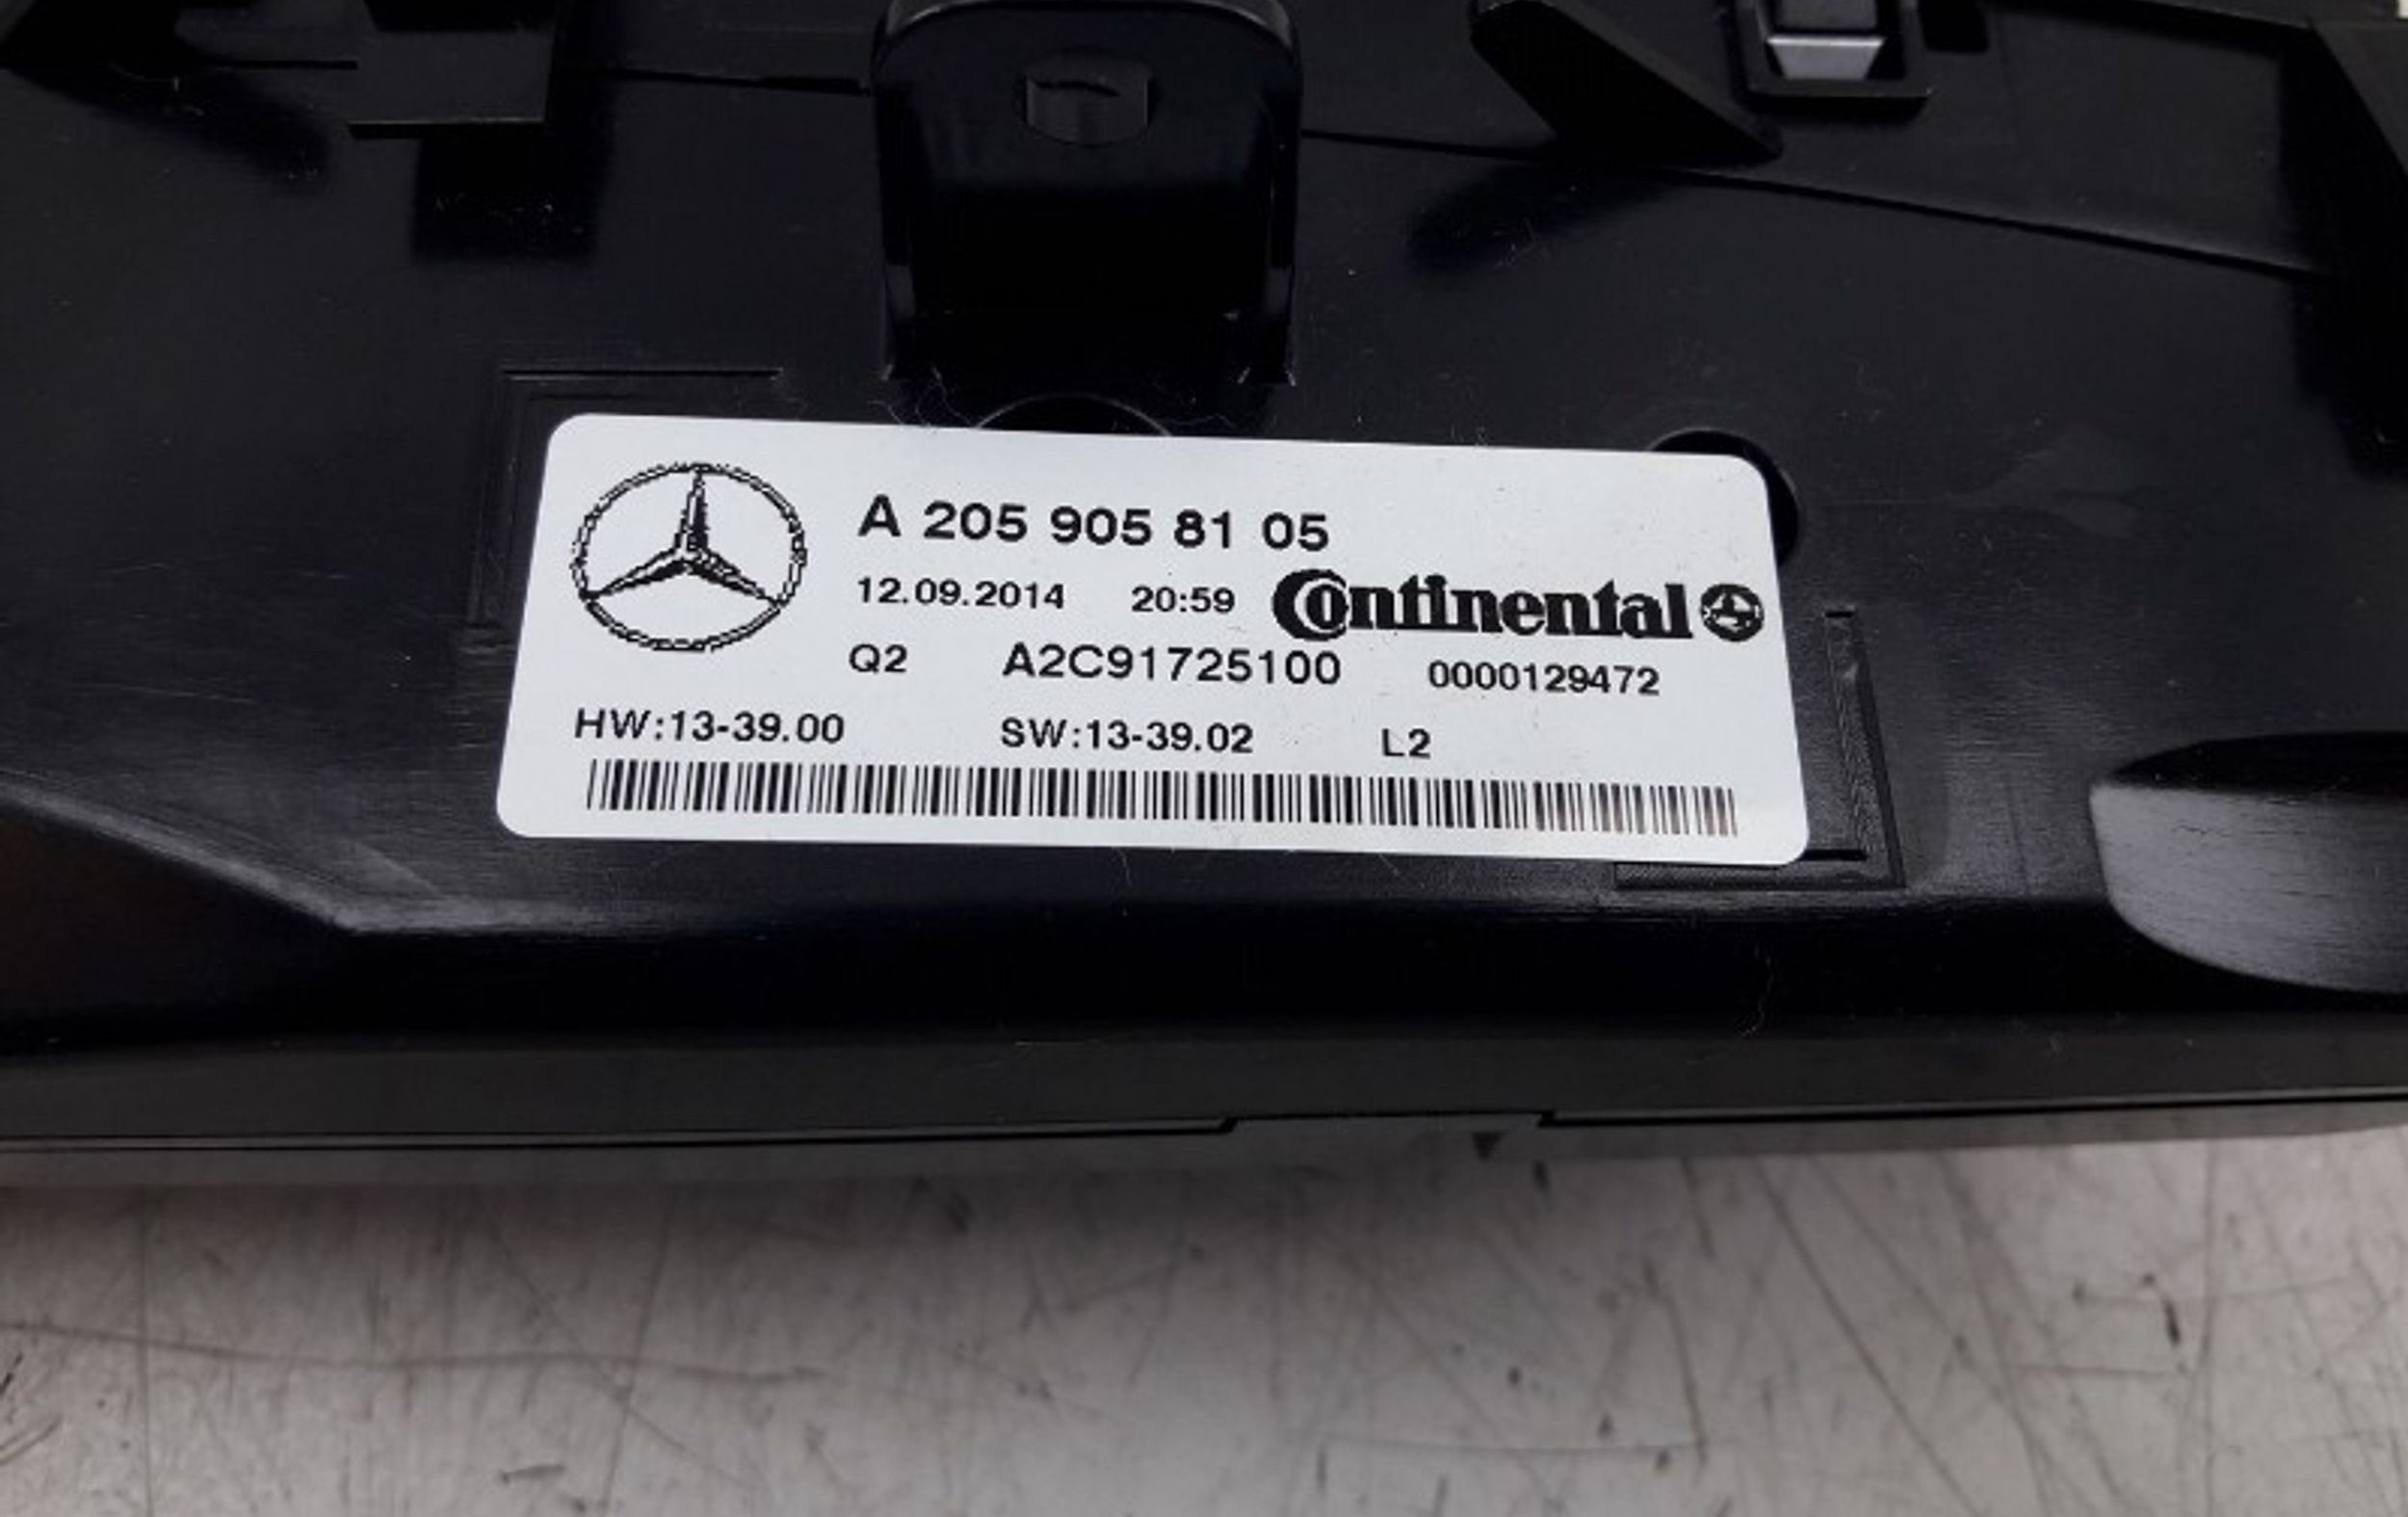 A 205 905 81 05
12.09.2014 20:59 Continental
Q2 A2C91725100 0000129472
HW:13-39.00 SW:13-39.02 L2